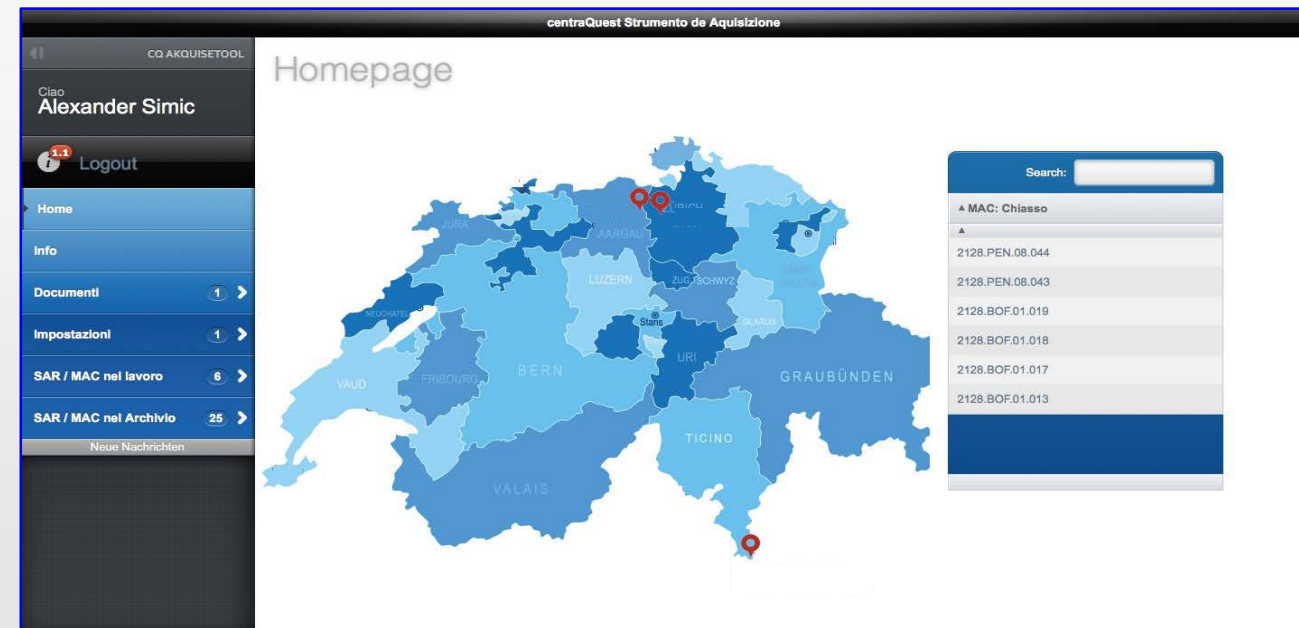 centraQuest Strumento de Aquisizione
CQ AKQUISETOOL
Ciao
Alexander Simic
1.1
Logout
Home
Info
Documenti 1
Impostazioni 1
SAR / MAC nel lavoro 6
SAR / MAC nel Archivio 25
Neue Nachrichten
Homepage
JURA
AARGAU
ZÜRICH
LUZERN
ZUG
SCHWYZ
NEUCHATEL
Stans
GLARUS
URI
BERN
VAUD
FRIBOURG
GRAUBÜNDEN
TICINO
VALAIS
Search:
MAC: Chiasso
2128.PEN.08.044
2128.PEN.08.043
2128.BOF.01.019
2128.BOF.01.018
2128.BOF.01.017
2128.BOF.01.013